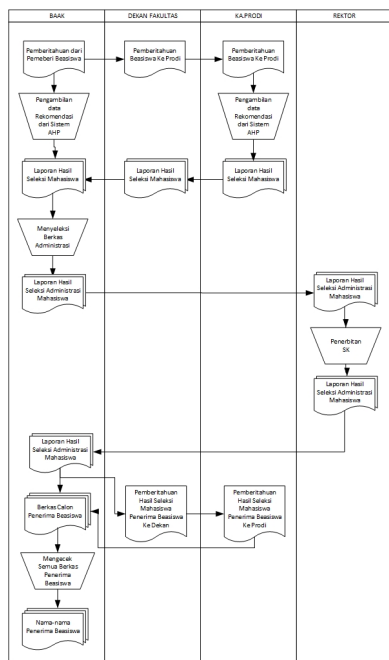 BAAK
DEKAN FAKULTAS
KA.PRODI
REKTOR
Pemberitahuan dari
Pemeberi Beasiswa
Pemberitahuan
Beasiswa Ke Prodi
Pemberitahuan
Beasiswa Ke Prodi
Pengambilan
data
Rekomendasi
dari Sistem
AHP
Pengambilan
data
Rekomendasi
dari Sistem
AHP
Laporan Hasil
Seleksi Mahasiswa
Laporan Hasil
Seleksi Mahasiswa
Laporan Hasil
Seleksi Mahasiswa
Menyeleksi
Berkas
Administrasi
Laporan Hasil
Seleksi Administrasi
Mahasiswa
Laporan Hasil
Seleksi Administrasi
Mahasiswa
Penerbitan
SK
Laporan Hasil
Seleksi Administrasi
Mahasiswa
Laporan Hasil
Seleksi Administrasi
Mahasiswa
Berkas Calon
Penerima Beasiswa
Pemberitahuan
Hasil Seleksi
Mahasiswa
Penerima Beasiswa
Ke Dekan
Pemberitahuan
Hasil Seleksi
Mahasiswa
Penerima Beasiswa
Ke Prodi
Mengecek
Semua Berkas
Penerima
Beasiswa
Nama-nama
Penerima Beasiswa